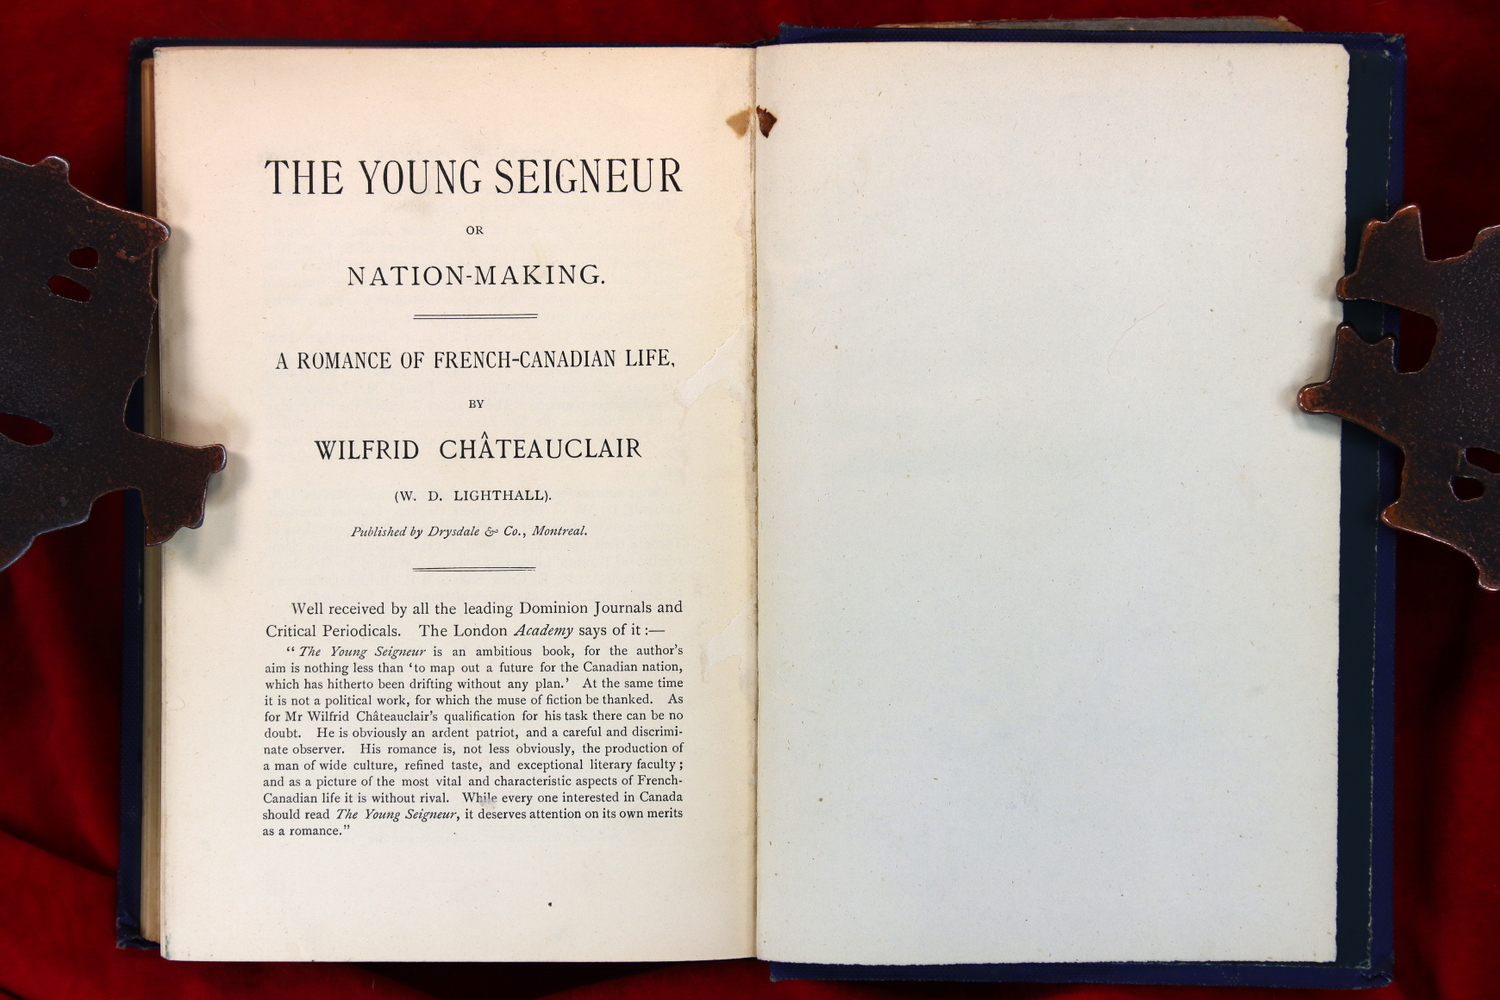 THE YOUNG SEIGNEUR
OR
NATION-MAKING.
A ROMANCE OF FRENCH-CANADIAN LIFE,
BY
WILFRID CHÂTEAUCLAIR
(W. D. LIGHTHALL).
Published by Drysdale & Co., Montreal.
Well received by all the leading Dominion Journals and
Critical Periodicals. The London Academy says of it :—
“ The Young Seigneur is an ambitious book, for the author’s
aim is nothing less than ‘to map out a future for the Canadian nation,
which has hitherto been drifting without any plan.’ At the same time
it is not a political work, for which the muse of fiction be thanked. As
for Mr Wilfrid Châteauclair’s qualification for his task there can be no
doubt. He is obviously an ardent patriot, and a careful and discrimi-
nate observer. His romance is, not less obviously, the production of
a man of wide culture, refined taste, and exceptional literary faculty ;
and as a picture of the most vital and characteristic aspects of French-
Canadian life it is without rival. While every one interested in Canada
should read The Young Seigneur, it deserves attention on its own merits
as a romance.”